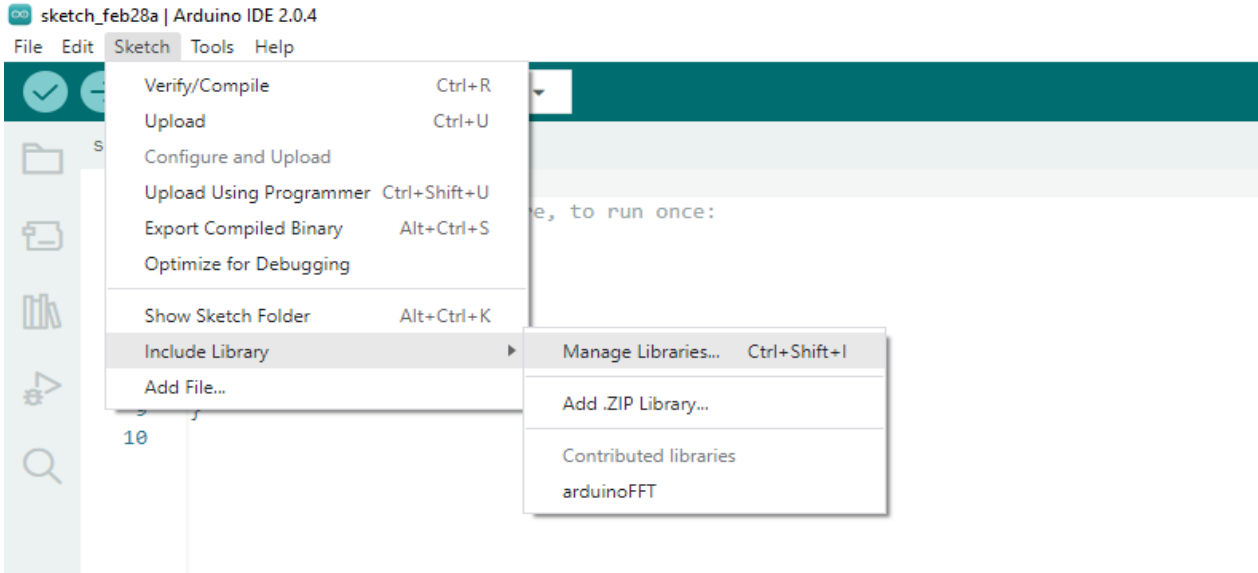 sketch_feb28a | Arduino IDE 2.0.4
File Edit Sketch Tools Help
Verify/Compile Ctrl+R
Upload Ctrl+U
Configure and Upload
Upload Using Programmer Ctrl+Shift+U
e, to run once:
Export Compiled Binary Alt+Ctrl+S
Optimize for Debugging
Show Sketch Folder Alt+Ctrl+K
Include Library
Manage Libraries... Ctrl+Shift+I
Add File...
Add .ZIP Library...
10
Contributed libraries
arduinoFFT